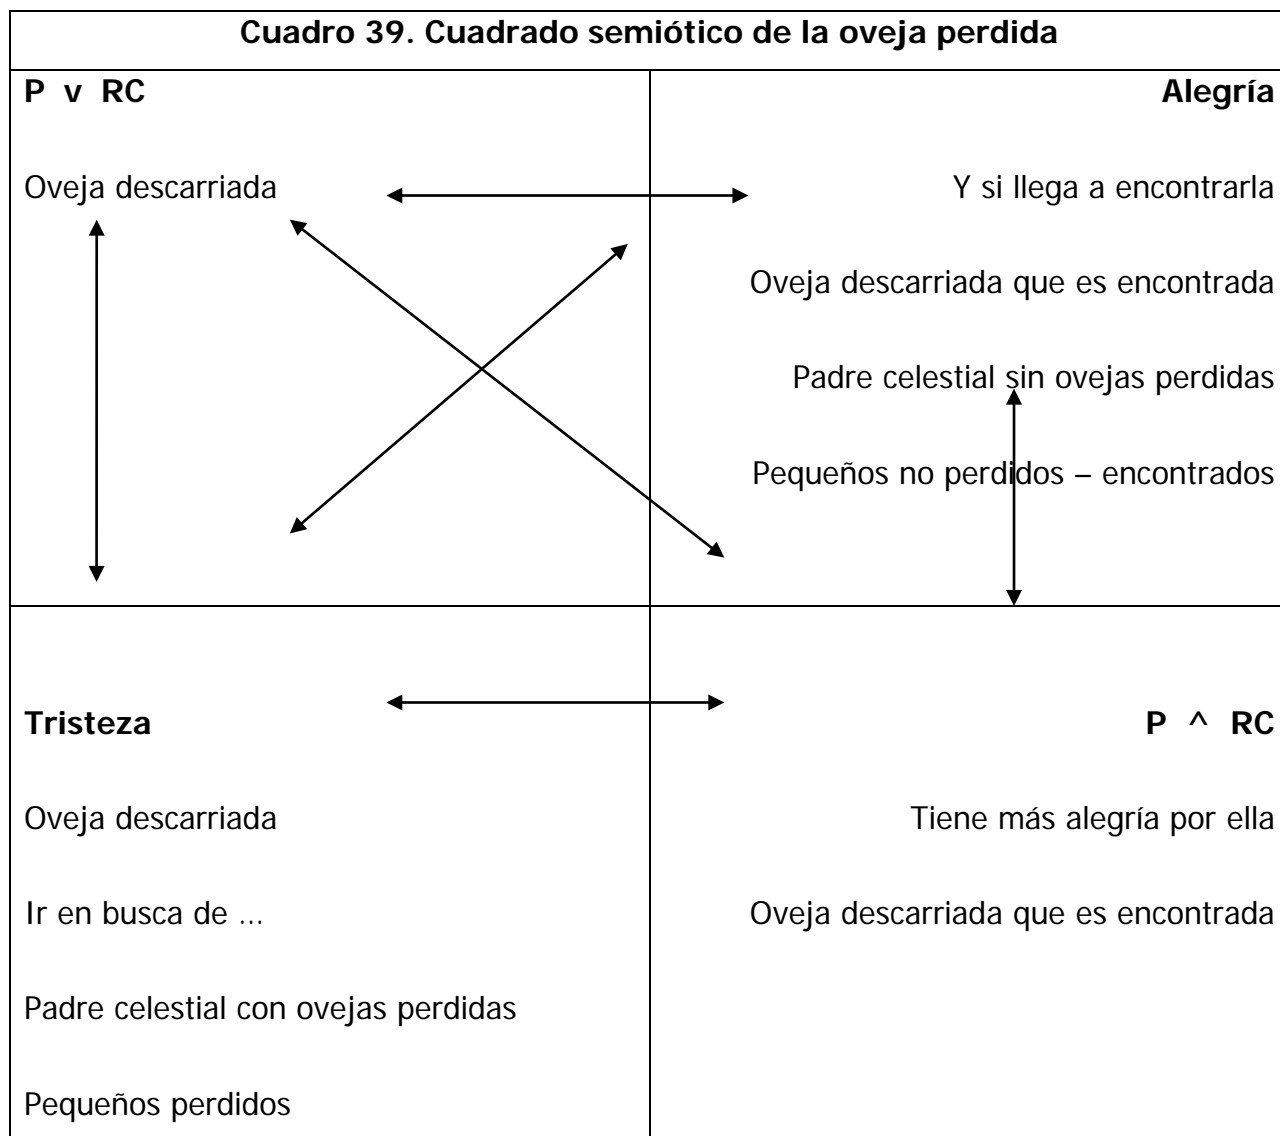 Cuadro 39. Cuadrado semiótico de la oveja perdida
P v RC
Oveja descarriada
Alegría
Y si llega a encontrarla
Oveja descarriada que es encontrada
Padre celestial sin ovejas perdidas
Pequeños no perdidos – encontrados
Tristeza
Oveja descarriada
Ir en busca de ...
Padre celestial con ovejas perdidas
Pequeños perdidos
P ^ RC
Tiene más alegría por ella
Oveja descarriada que es encontrada